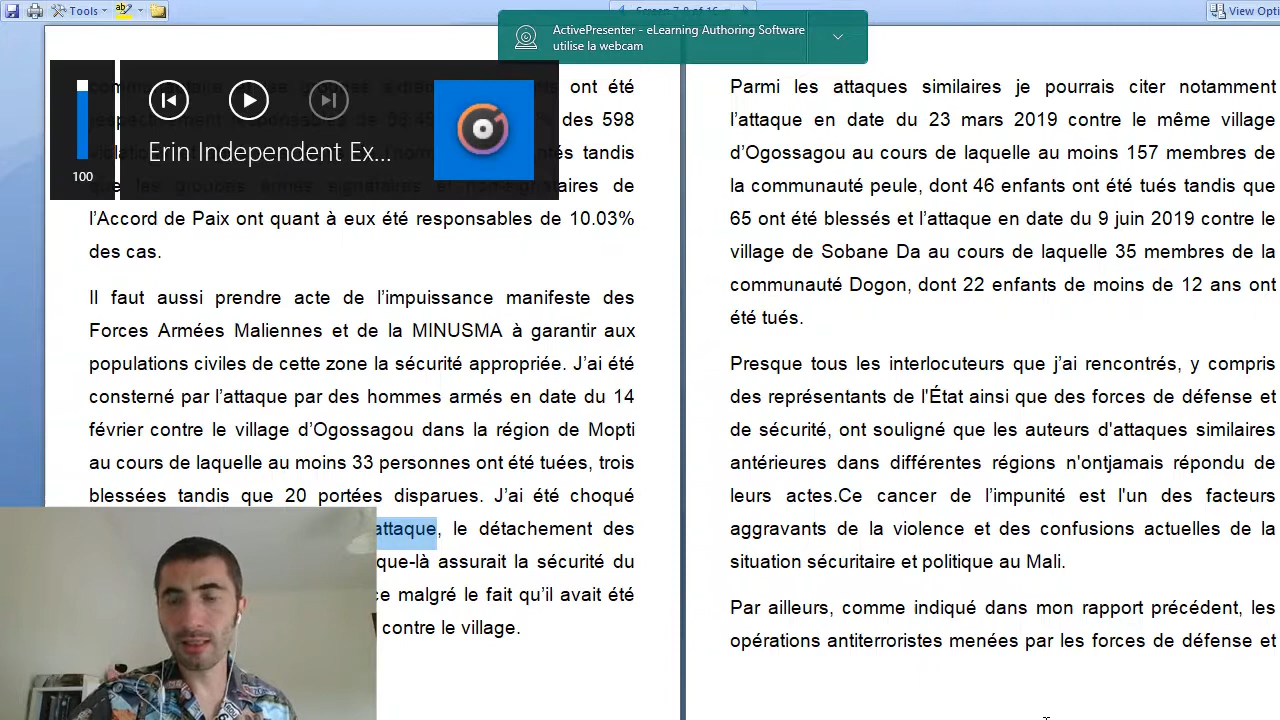 Tools
Screen 7-8 of 16
View Opti
ActivePresenter - eLearning Authoring Software
utilise la webcam
Erin Independent Ex...
100
ont été
des 598
tandis
de
l’Accord de Paix ont quant à eux été responsables de 10.03%
des cas.
Il faut aussi prendre acte de l’impuissance manifeste des
Forces Armées Maliennes et de la MINUSMA à garantir aux
populations civiles de cette zone la sécurité appropriée. J’ai été
consterné par l’attaque par des hommes armés en date du 14
février contre le village d’Ogossagou dans la région de Mopti
au cours de laquelle au moins 33 personnes ont été tuées, trois
blessées tandis que 20 portées disparues. J’ai été choqué
attaque, le détachement des
que-là assurait la sécurité du
ce malgré le fait qu’il avait été
contre le village.
Parmi les attaques similaires je pourrais citer notamment
l’attaque en date du 23 mars 2019 contre le même village
d’Ogossagou au cours de laquelle au moins 157 membres de
la communauté peule, dont 46 enfants ont été tués tandis que
65 ont été blessés et l’attaque en date du 9 juin 2019 contre le
village de Sobane Da au cours de laquelle 35 membres de la
communauté Dogon, dont 22 enfants de moins de 12 ans ont
été tués.
Presque tous les interlocuteurs que j’ai rencontrés, y compris
des représentants de l'État ainsi que des forces de défense et
de sécurité, ont souligné que les auteurs d'attaques similaires
antérieures dans différentes régions n'ontjamais répondu de
leurs actes.Ce cancer de l’impunité est l'un des facteurs
aggravants de la violence et des confusions actuelles de la
situation sécuritaire et politique au Mali.
Par ailleurs, comme indiqué dans mon rapport précédent, les
opérations antiterroristes menées par les forces de défense et